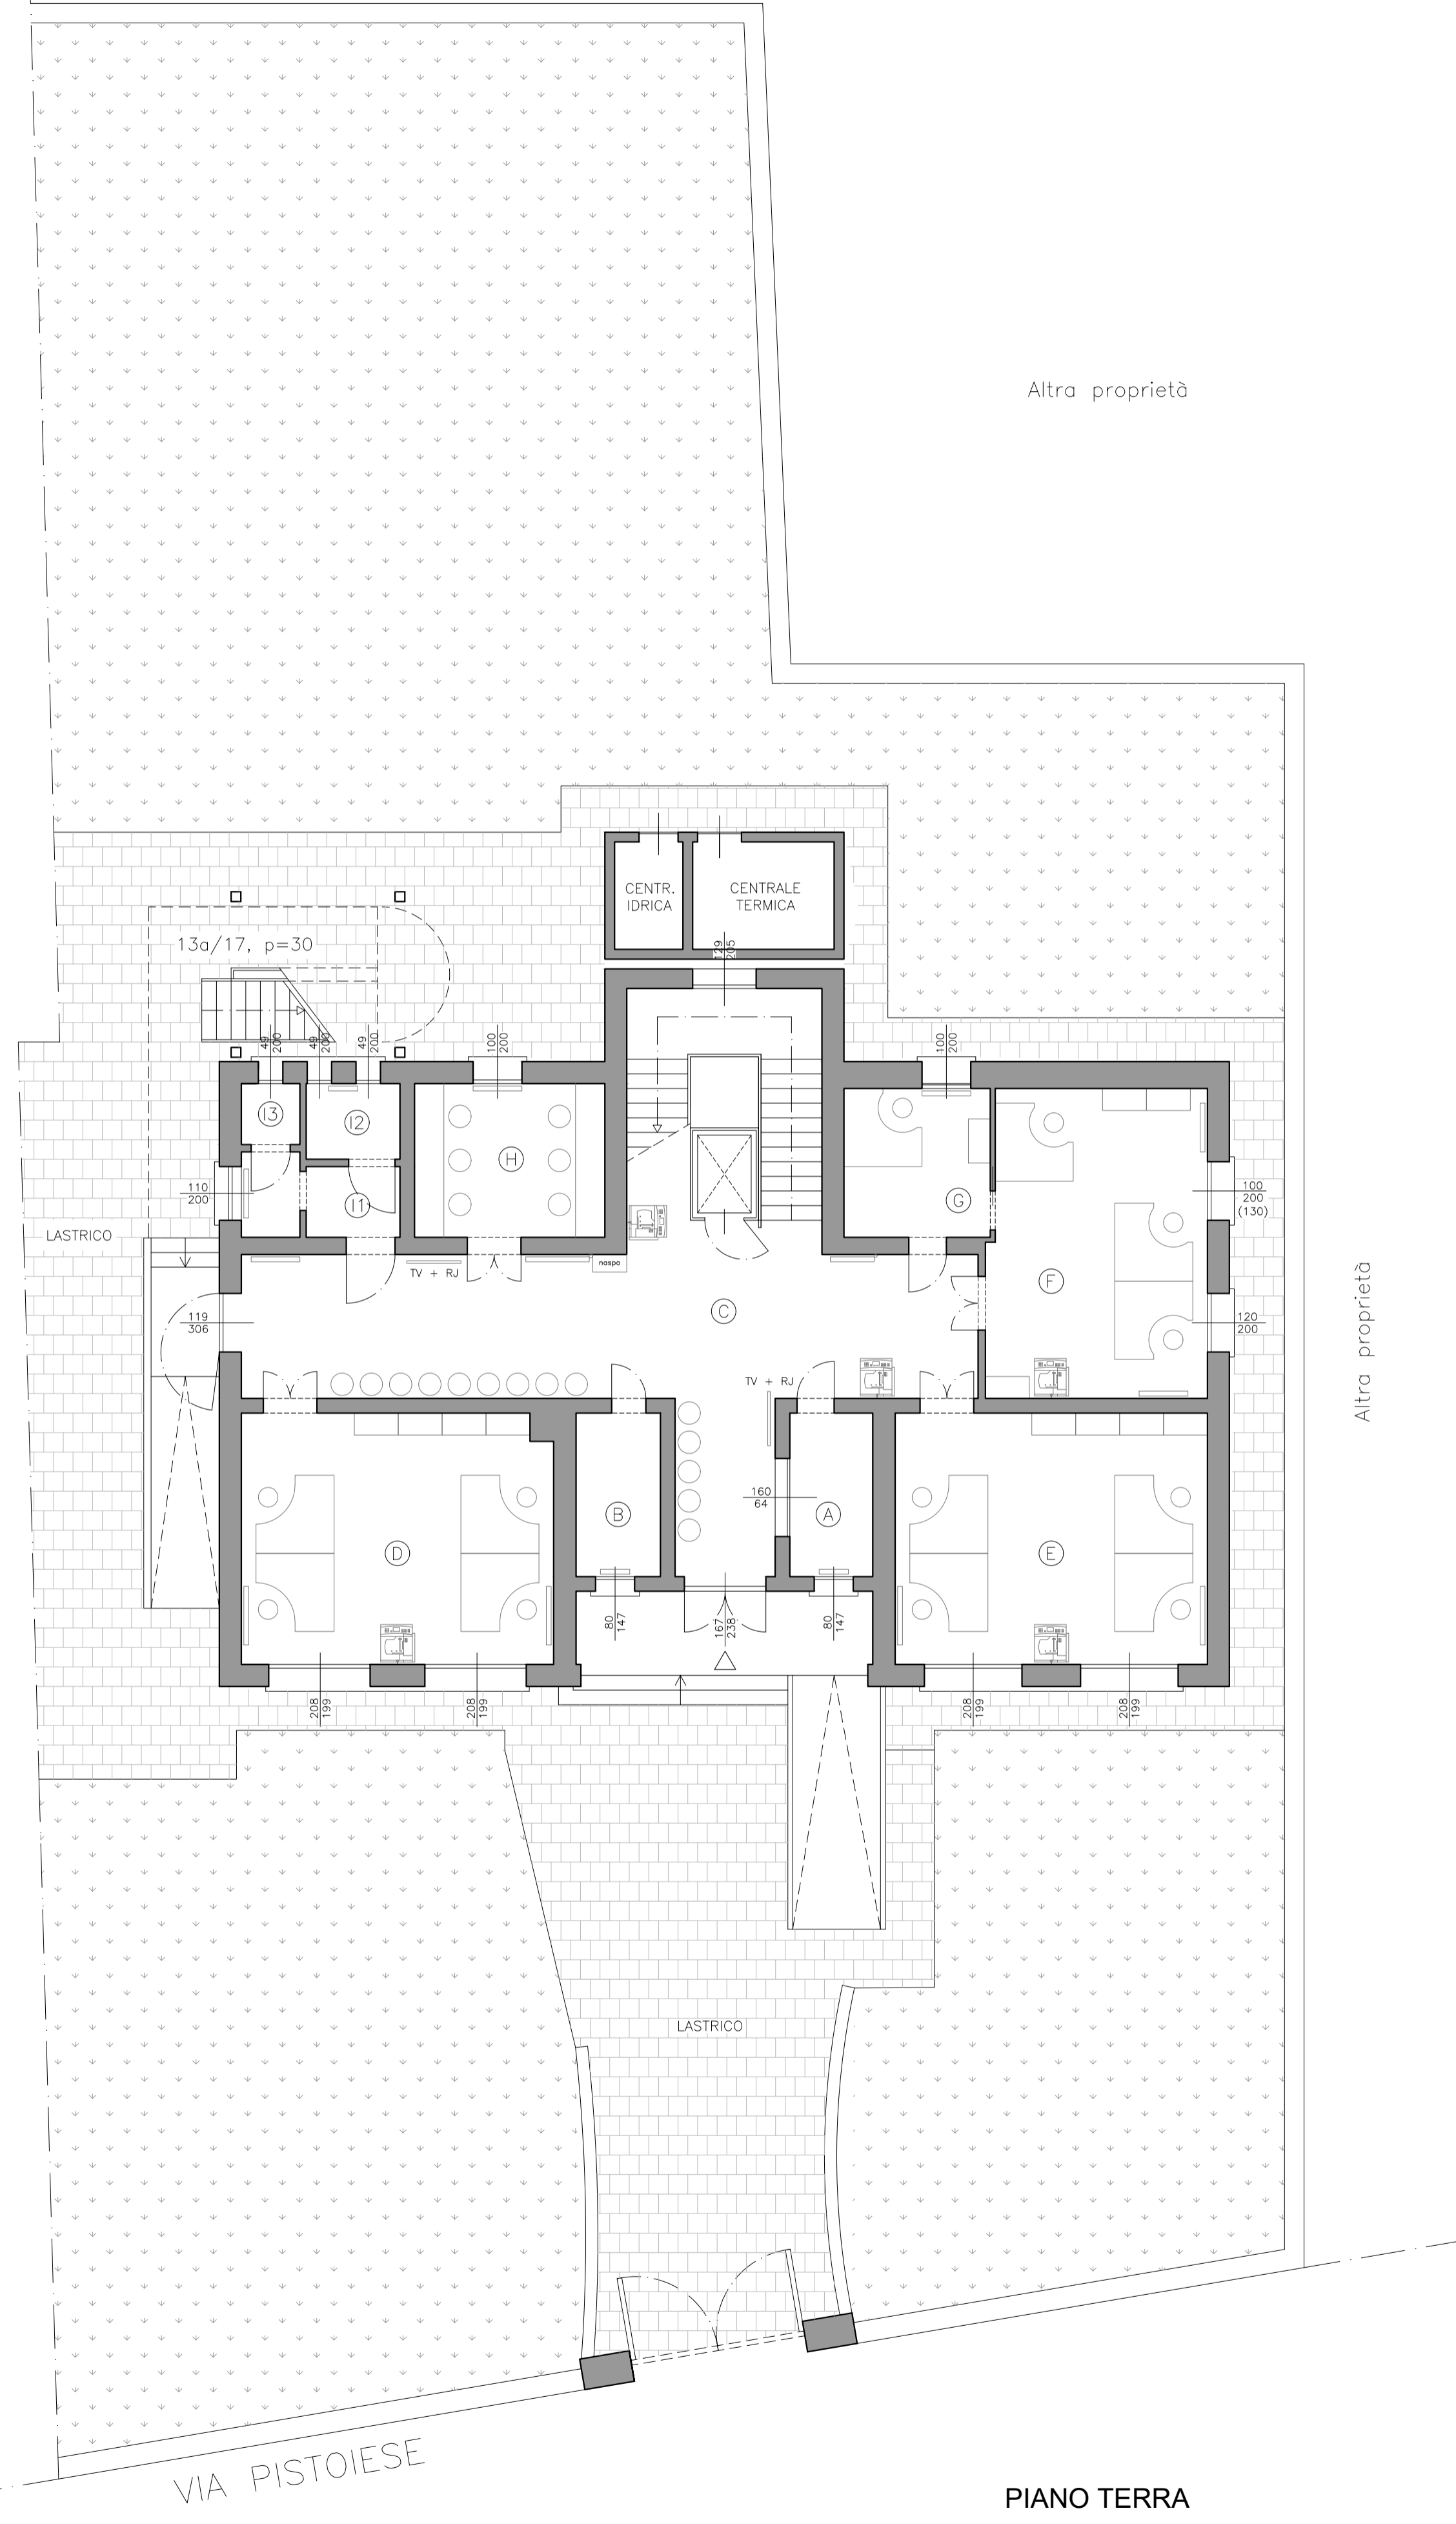 Altra proprietà
CENTR.
IDRICA
CENTRALE
TERMICA
13a/17, p=30
129
205
49
200
49
200
49
200
100
200
100
200
I3
I2
H
I1
G
110
200
100
200
(130)
LASTRICO
naspo
TV + RJ
F
C
119
306
120
200
Altra proprietà
TV + RJ
160
64
B
A
D
E
80
147
167
238
80
147
208
199
208
199
208
199
208
199
LASTRICO
VIA PISTOIESE
PIANO TERRA